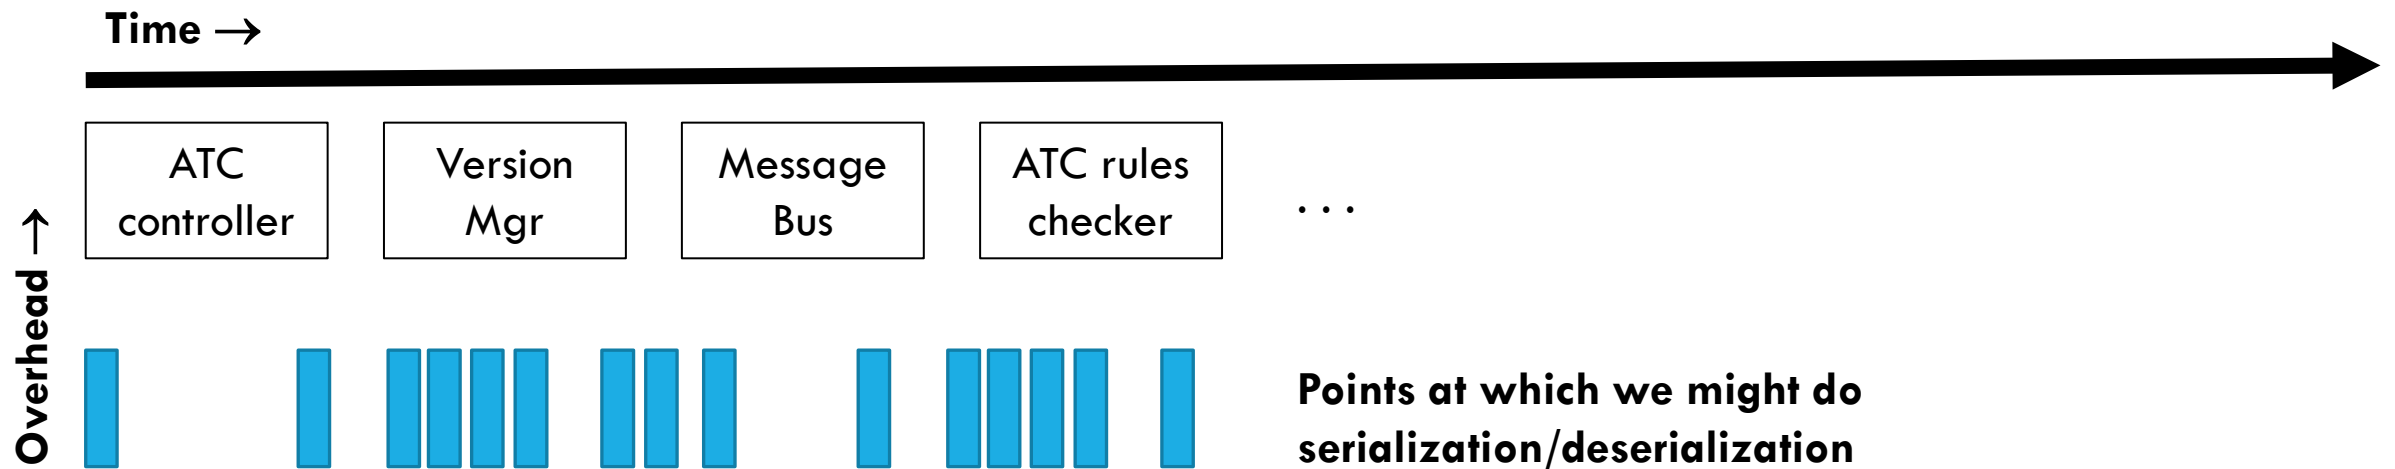 Time →
ATC
controller
Version
Mgr
Message
Bus
ATC rules
checker
. . .
Overhead →
Points at which we might do
serialization/deserialization